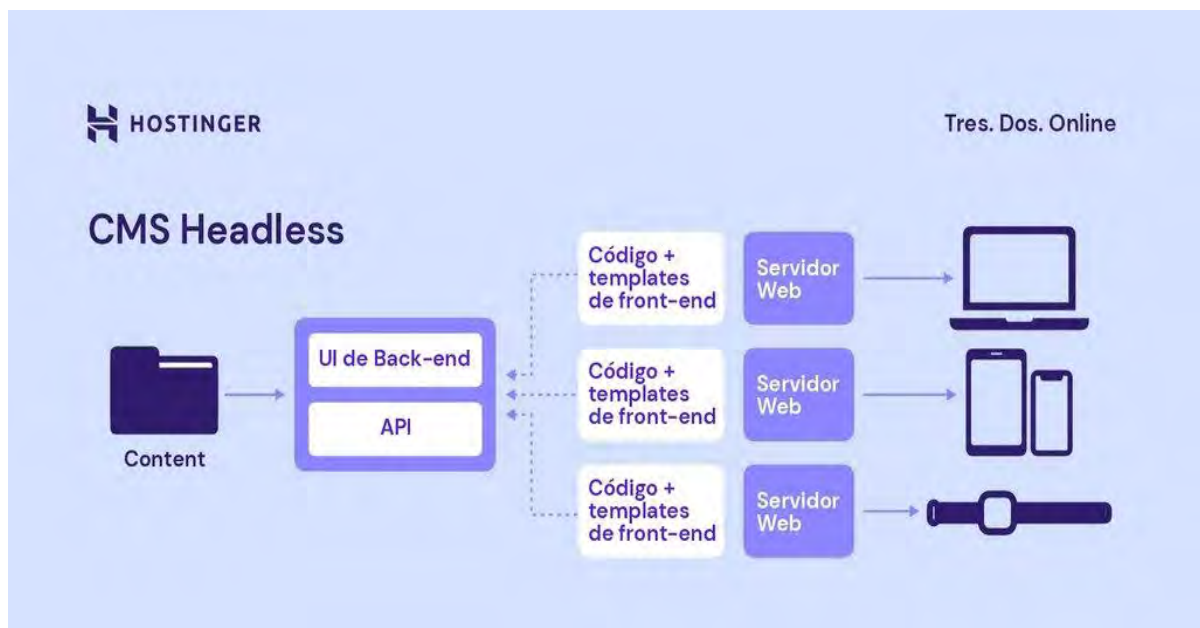 HOSTINGER
Tres. Dos. Online
CMS Headless
Content
UI de Back-end
API
Código +
templates
de front-end
Servidor
Web
Código +
templates
de front-end
Servidor
Web
Código +
templates
de front-end
Servidor
Web